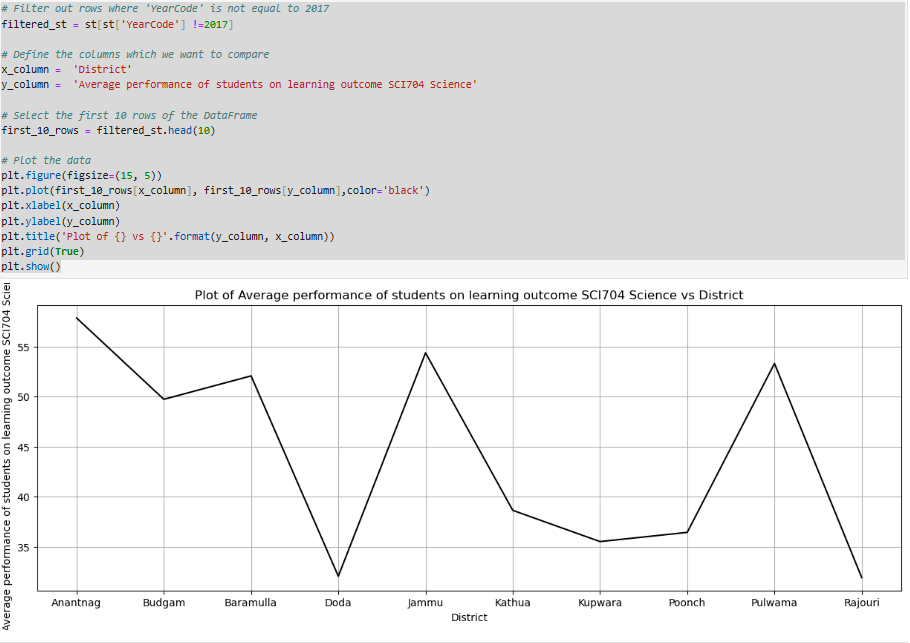 # Filter out rows where 'YearCode' is not equal to 2017
filtered_st = st[st['YearCode'] !=2017]
# Define the columns which we want to compare
x_column =  'District'
y_column =  'Average performance of students on learning outcome SCI704 Science'
# Select the first 10 rows of the DataFrame
first_10_rows = filtered_st.head(10)
# Plot the data
plt.figure(figsize=(15, 5))
plt.plot(first_10_rows[x_column], first_10_rows[y_column],color='black')
plt.xlabel(x_column)
plt.ylabel(y_column)
plt.title('Plot of {} vs {}'.format(y_column, x_column))
plt.grid(True)
plt.show()
Plot of Average performance of students on learning outcome SCI704 Science vs District
Average performance of students on learning outcome SCI704
55
50
45
40
35
Anantnag Budgam Baramulla Doda Jammu Kathua Kupwara Poonch Pulwama Rajouri
District